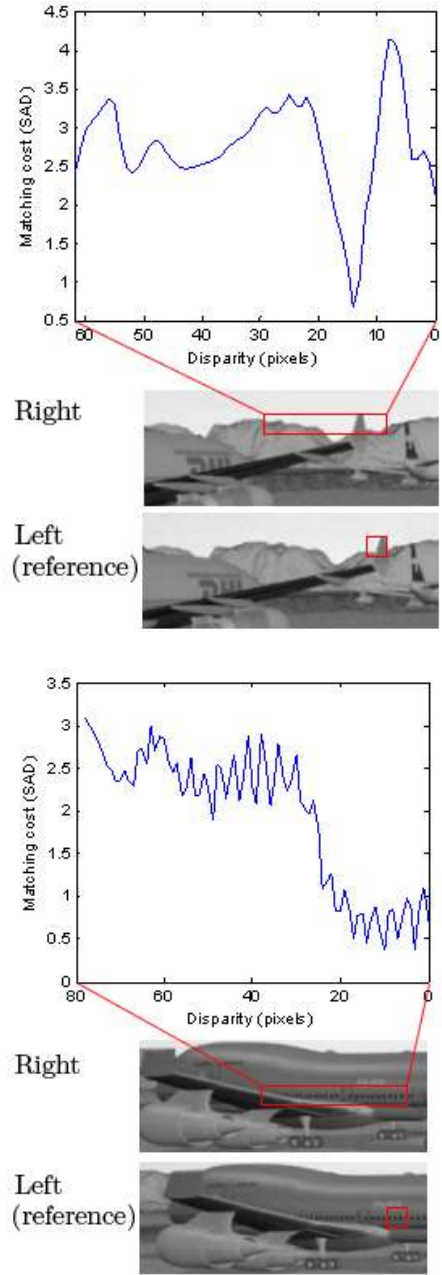 4.5
4
3.5
3
2.5
2
1.5
1
0.5
Matching cost (SAD)
60 50 40 30 20 10 0
Disparity (pixels)
Right
Left
(reference)
3.5
3
2.5
2
1.5
1
0.5
0
Matching cost (SAD)
80 60 40 20 0
Disparity (pixels)
Right
Left
(reference)